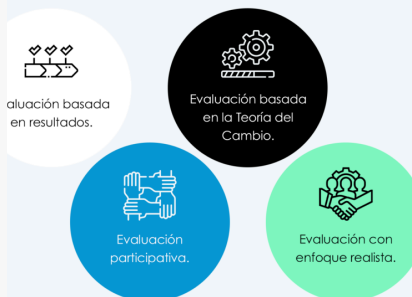 aluación basada
en resultados.
Evaluación basada
en la Teoría del
Cambio.
Evaluación
participativa.
Evaluación con
enfoque realista.